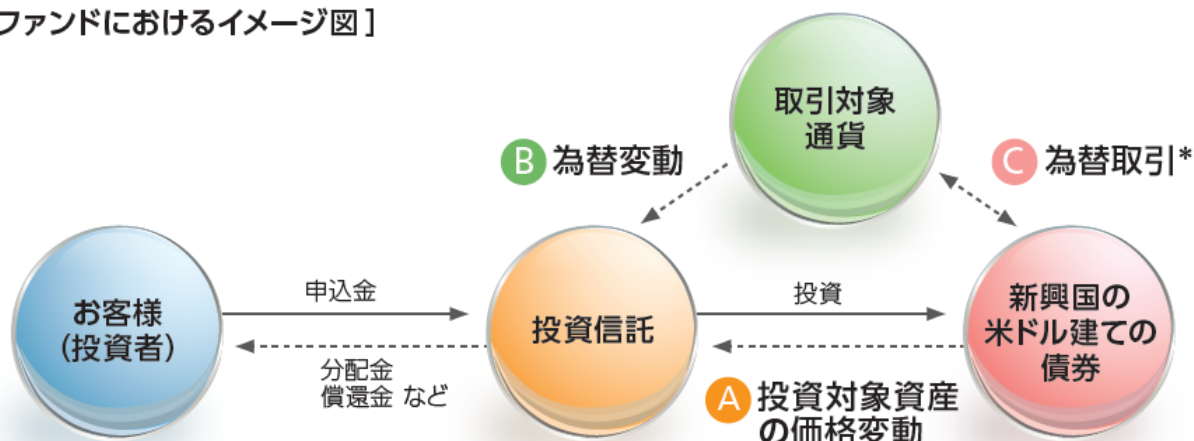 ファンドにおけるイメージ図］
取引対象
通貨
B 為替変動
C 為替取引*
お客様
（投資者）
申込金
分配金
償還金 など
投資信託
投資
新興国の
米ドル建ての
債券
A 投資対象資産
の価格変動